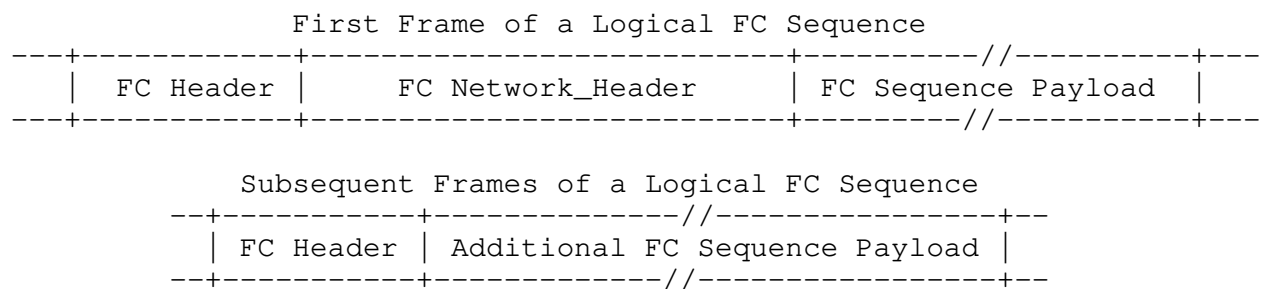 First Frame of a Logical FC Sequence
---+------------+----------------------------+----------//----------+---
| FC Header | FC Network_Header | FC Sequence Payload |
---+------------+----------------------------+---------//-----------+---
Subsequent Frames of a Logical FC Sequence
--+-----------+--------------//----------------+--
| FC Header | Additional FC Sequence Payload |
--+-----------+-------------//-----------------+--